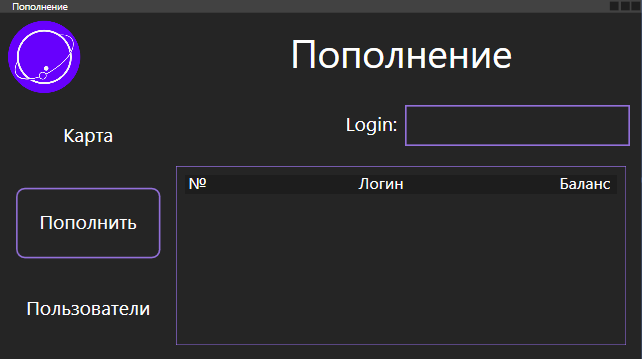 Пополнение
Пополнение
Login:
Карта
Пополнить
Пользователи
№ Логин Баланс